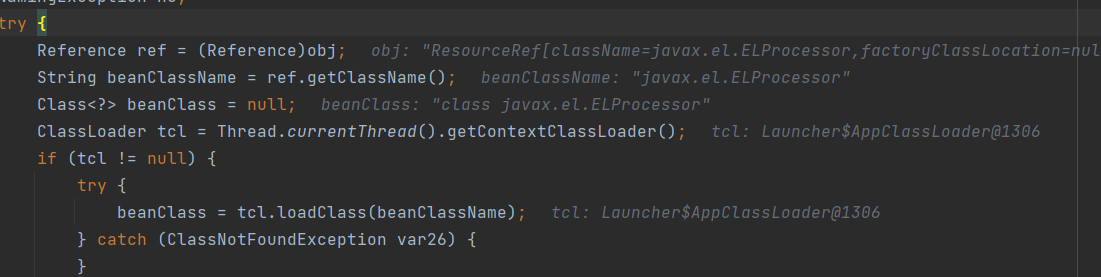 try {
Reference ref = (Reference)obj; obj: "ResourceRef[className=javax.el.ELProcessor,factoryClassLocation=nul
String beanClassName = ref.getClassName(); beanClassName: "javax.el.ELProcessor"
Class<?> beanClass = null; beanClass: "class javax.el.ELProcessor"
ClassLoader tcl = Thread.currentThread().getContextClassLoader(); tcl: Launcher$AppClassLoader@1306
if (tcl != null) {
try {
beanClass = tcl.loadClass(beanClassName); tcl: Launcher$AppClassLoader@1306
} catch (ClassNotFoundException var26) {
}